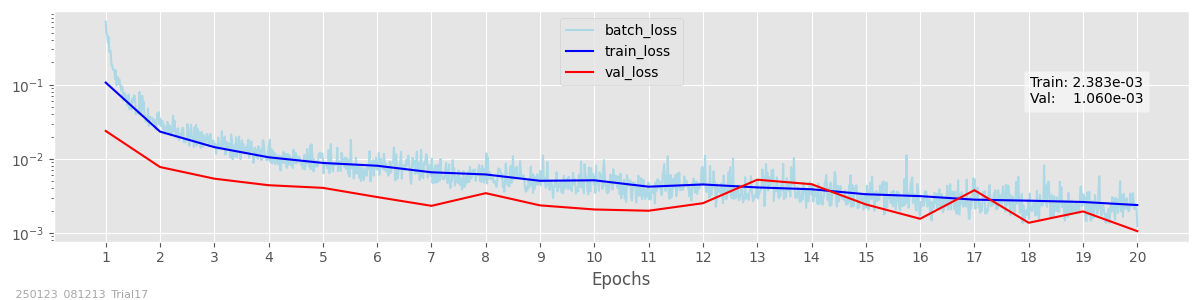 batch_loss
train_loss
val_loss
Train: 2.383e-03
Val: 1.060e-03
10⁻¹
10⁻²
10⁻³
1 2 3 4 5 6 7 8 9 10 11 12 13 14 15 16 17 18 19 20
Epochs
250123_081213_Trial17